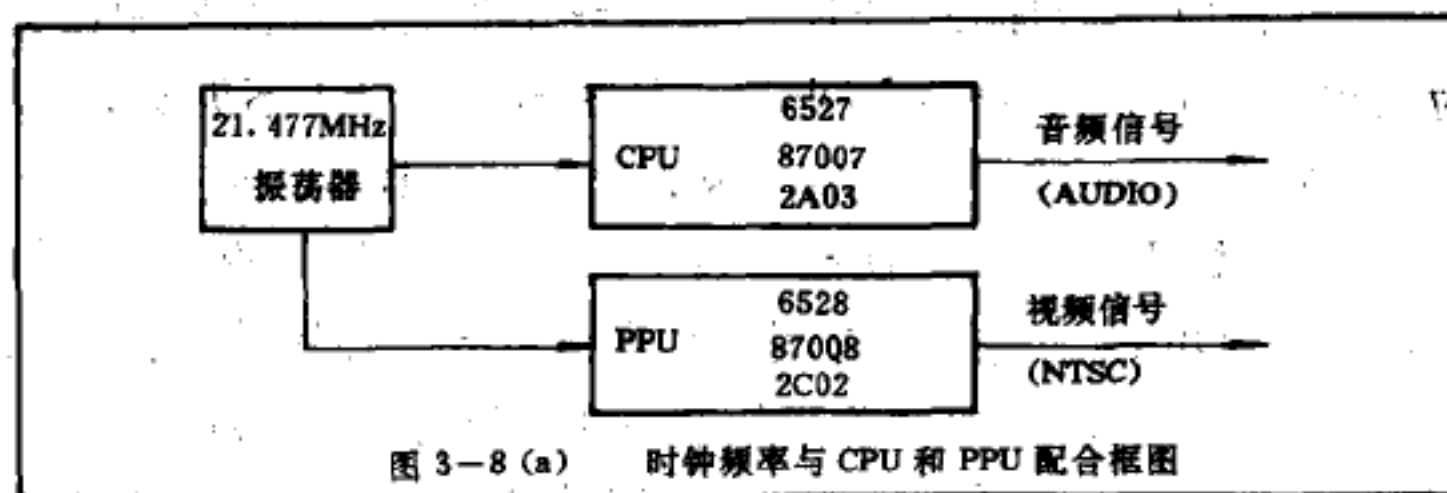 21.477MHz
振荡器
CPU
6527
87007
2A03
音频信号
(AUDIO)
PPU
6528
87008
2C02
视频信号
(NTSC)
图 3-8 (a) 时钟频率与 CPU 和 PPU 配合框图